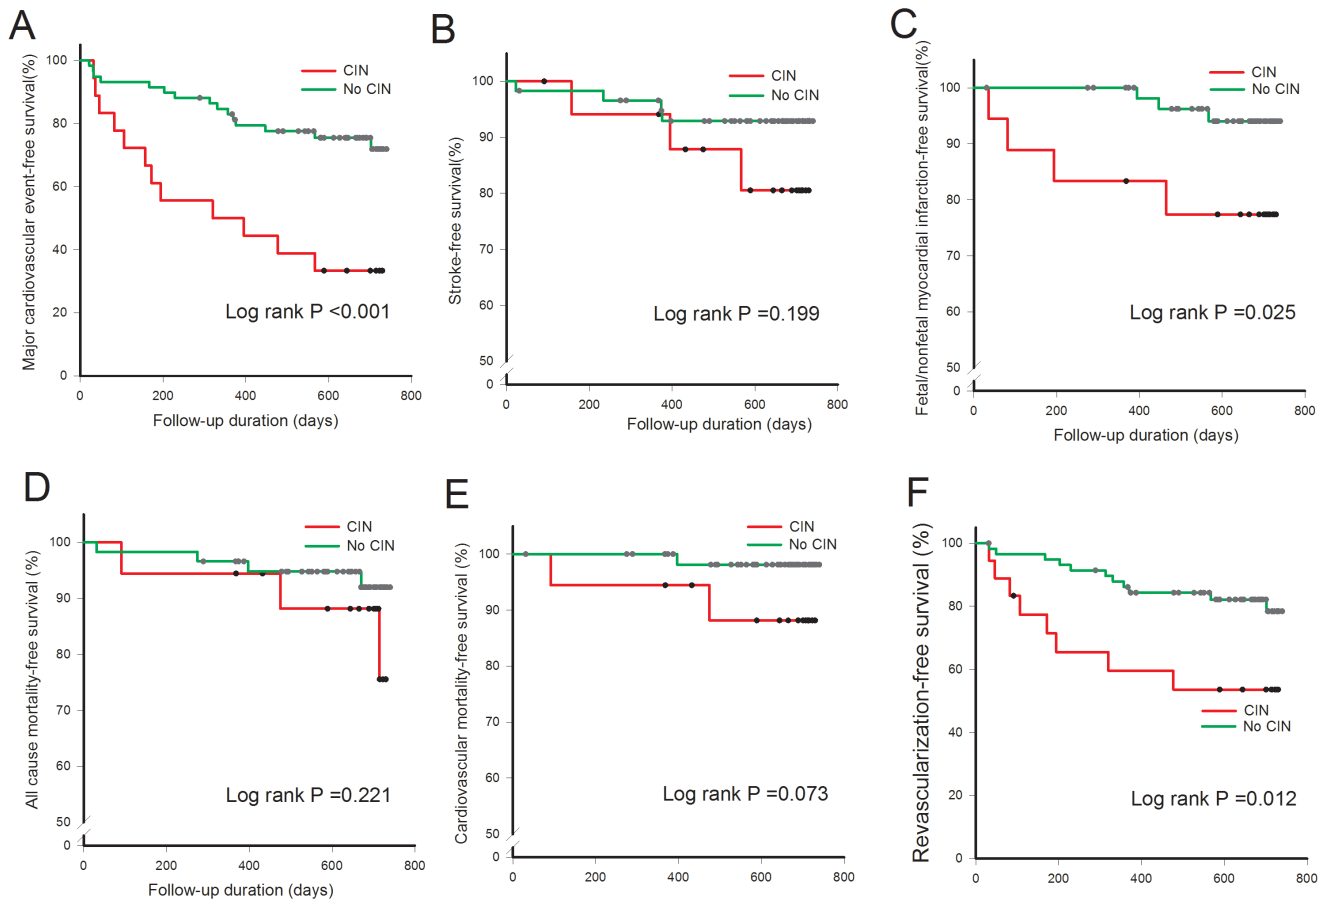 A
Major cardiovascular event-free survival(%)
100
80
60
40
20
0
CIN
No CIN
Log rank P <0.001
0 200 400 600 800
Follow-up duration (days)
B
Stroke-free survival(%)
100
90
80
70
60
50
0
CIN
No CIN
Log rank P =0.199
0 200 400 600 800
Follow-up duration (days)
C
Fetal/nonfetal myocardial infarction-free survival(%)
100
90
80
70
60
50
0
CIN
No CIN
Log rank P =0.025
0 200 400 600 800
Follow-up duration (days)
D
All cause mortality-free survival (%)
100
90
80
70
60
50
0
CIN
No CIN
Log rank P =0.221
0 200 400 600 800
Follow-up duration (days)
E
Cardiovascular mortality-free survival (%)
100
90
80
70
60
50
0
CIN
No CIN
Log rank P =0.073
0 200 400 600 800
F
Revascularization-free survival (%)
100
80
60
40
20
0
CIN
No CIN
Log rank P =0.012
0 200 400 600 800